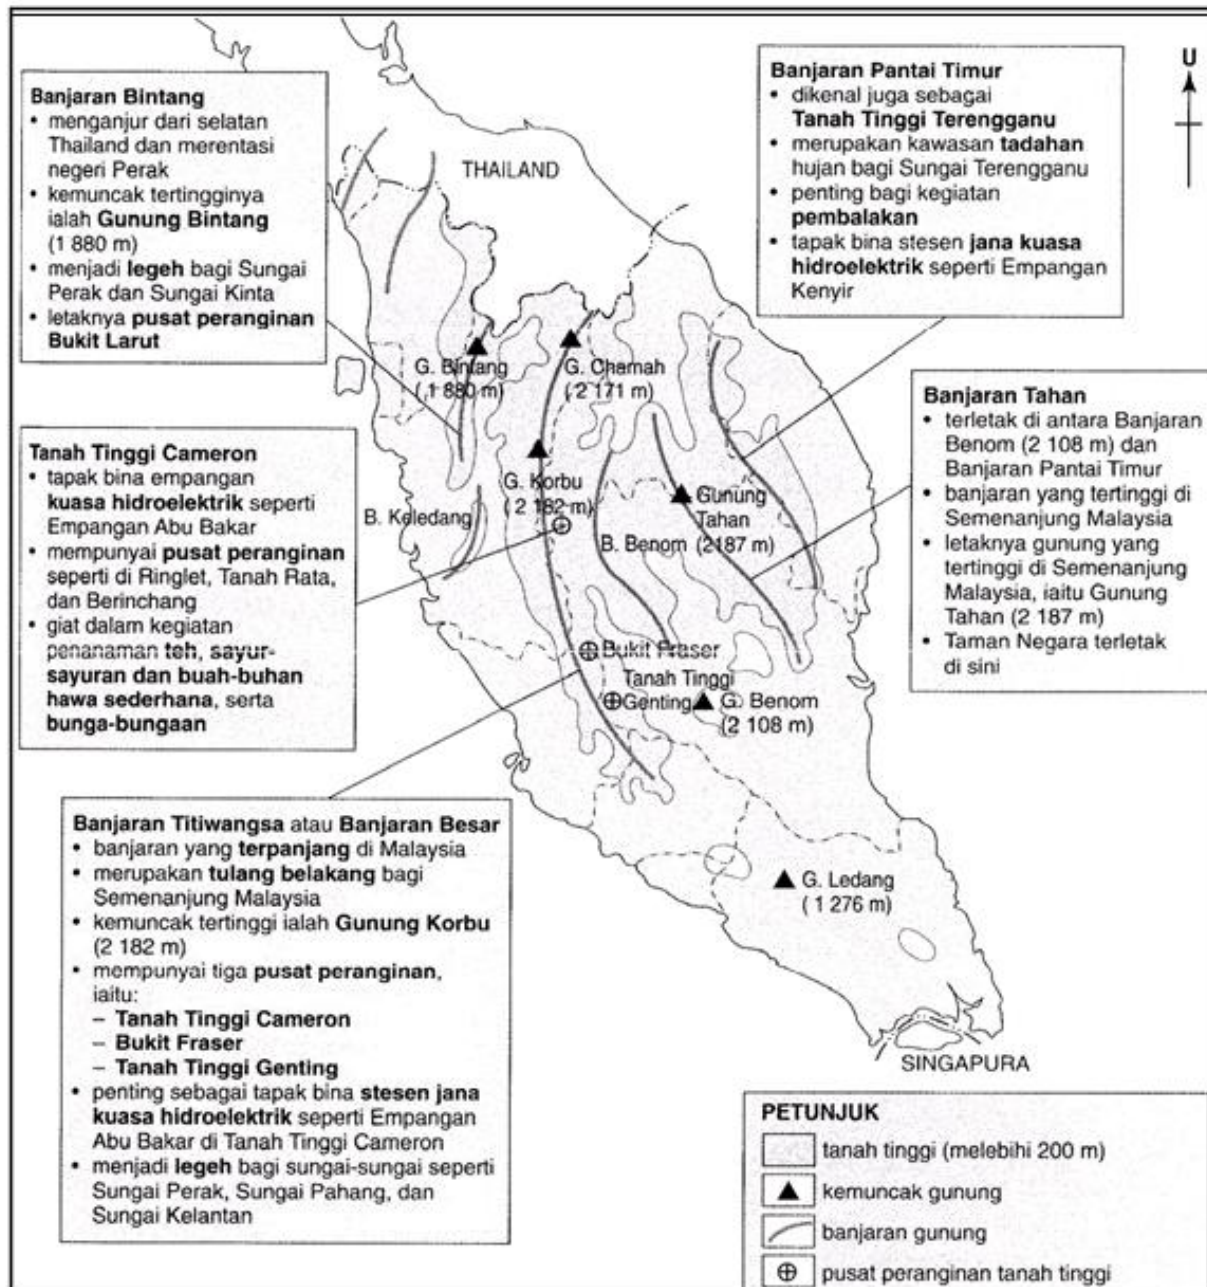 Banjaran Bintang
• menganjur dari selatan
Thailand dan merentasi
negeri Perak
• kemuncak tertingginya
ialah Gunung Bintang
(1 880 m)
• menjadi legeh bagi Sungai
Perak dan Sungai Kinta
• letaknya pusat peranginan
Bukit Larut
THAILAND
Banjaran Pantai Timur
• dikenal juga sebagai
Tanah Tinggi Terengganu
• merupakan kawasan tadahan
hujan bagi Sungai Terengganu
• penting bagi kegiatan
pembalakan
• tapak bina stesen jana kuasa
hidroelektrik seperti Empangan
Kenyir
U
G. Bintang
(1 880 m)
G. Chamah
(2 171 m)
Tanah Tinggi Cameron
• tapak bina empangan
kuasa hidroelektrik seperti
Empangan Abu Bakar
• mempunyai pusat peranginan
seperti di Ringlet, Tanah Rata,
dan Berinchang
• giat dalam kegiatan
penanaman teh, sayur-
sayuran dan buah-buhan
hawa sederhana, serta
bunga-bungaan
G. Korbu
(2 182 m)
B. Keledang
B. Benom
Gunung
Tahan
(2187 m)
Banjaran Tahan
• terletak di antara Banjaran
Benom (2 108 m) dan
Banjaran Pantai Timur
• banjaran yang tertinggi di
Semenanjung Malaysia
• letaknya gunung yang
tertinggi di Semenanjung
Malaysia, iaitu Gunung
Tahan (2 187 m)
• Taman Negara terletak
di sini
Bukit Fraser
Tanah Tinggi
Genting
G. Benom
(2 108 m)
Banjaran Titiwangsa atau Banjaran Besar
• banjaran yang terpanjang di Malaysia
• merupakan tulang belakang bagi
Semenanjung Malaysia
• kemuncak tertinggi ialah Gunung Korbu
(2 182 m)
• mempunyai tiga pusat peranginan,
iaitu:
– Tanah Tinggi Cameron
– Bukit Fraser
– Tanah Tinggi Genting
• penting sebagai tapak bina stesen jana
kuasa hidroelektrik seperti Empangan
Abu Bakar di Tanah Tinggi Cameron
• menjadi legeh bagi sungai-sungai seperti
Sungai Perak, Sungai Pahang, dan
Sungai Kelantan
G. Ledang
(1 276 m)
SINGAPURA
PETUNJUK
tanah tinggi (melebihi 200 m)
kemuncak gunung
banjaran gunung
pusat peranginan tanah tinggi